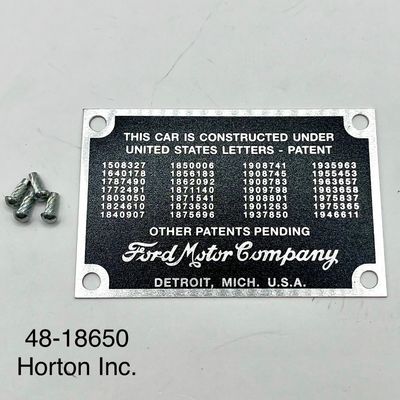 THIS CAR IS CONSTRUCTED UNDER
UNITED STATES LETTERS - PATENT
1508327 1850006 1908741 1935963
1640178 1856183 1908745 1955453
1787490 1862092 1908763 1963657
1772491 1871140 1908790 1963658
1803050 1871541 1908801 1975837
1824610 1873630 1901263 1975365
1840907 1875696 1937850 1946611
OTHER PATENTS PENDING
Ford Motor Company
DETROIT, MICH. U.S.A.
48-18650
Horton Inc.